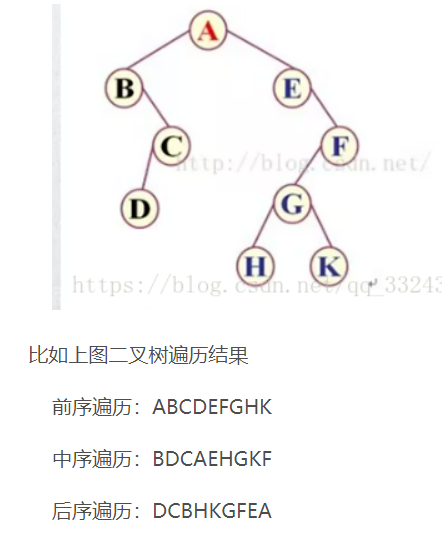 A
B
E
C
F
http://blog.csdn.net/
D
G
H
K
https://blog.csdn.net/qq_33243
比如上图二叉树遍历结果
前序遍历：ABCDEFGHK
中序遍历：BDCAEHGKF
后序遍历：DCBHKGFEA